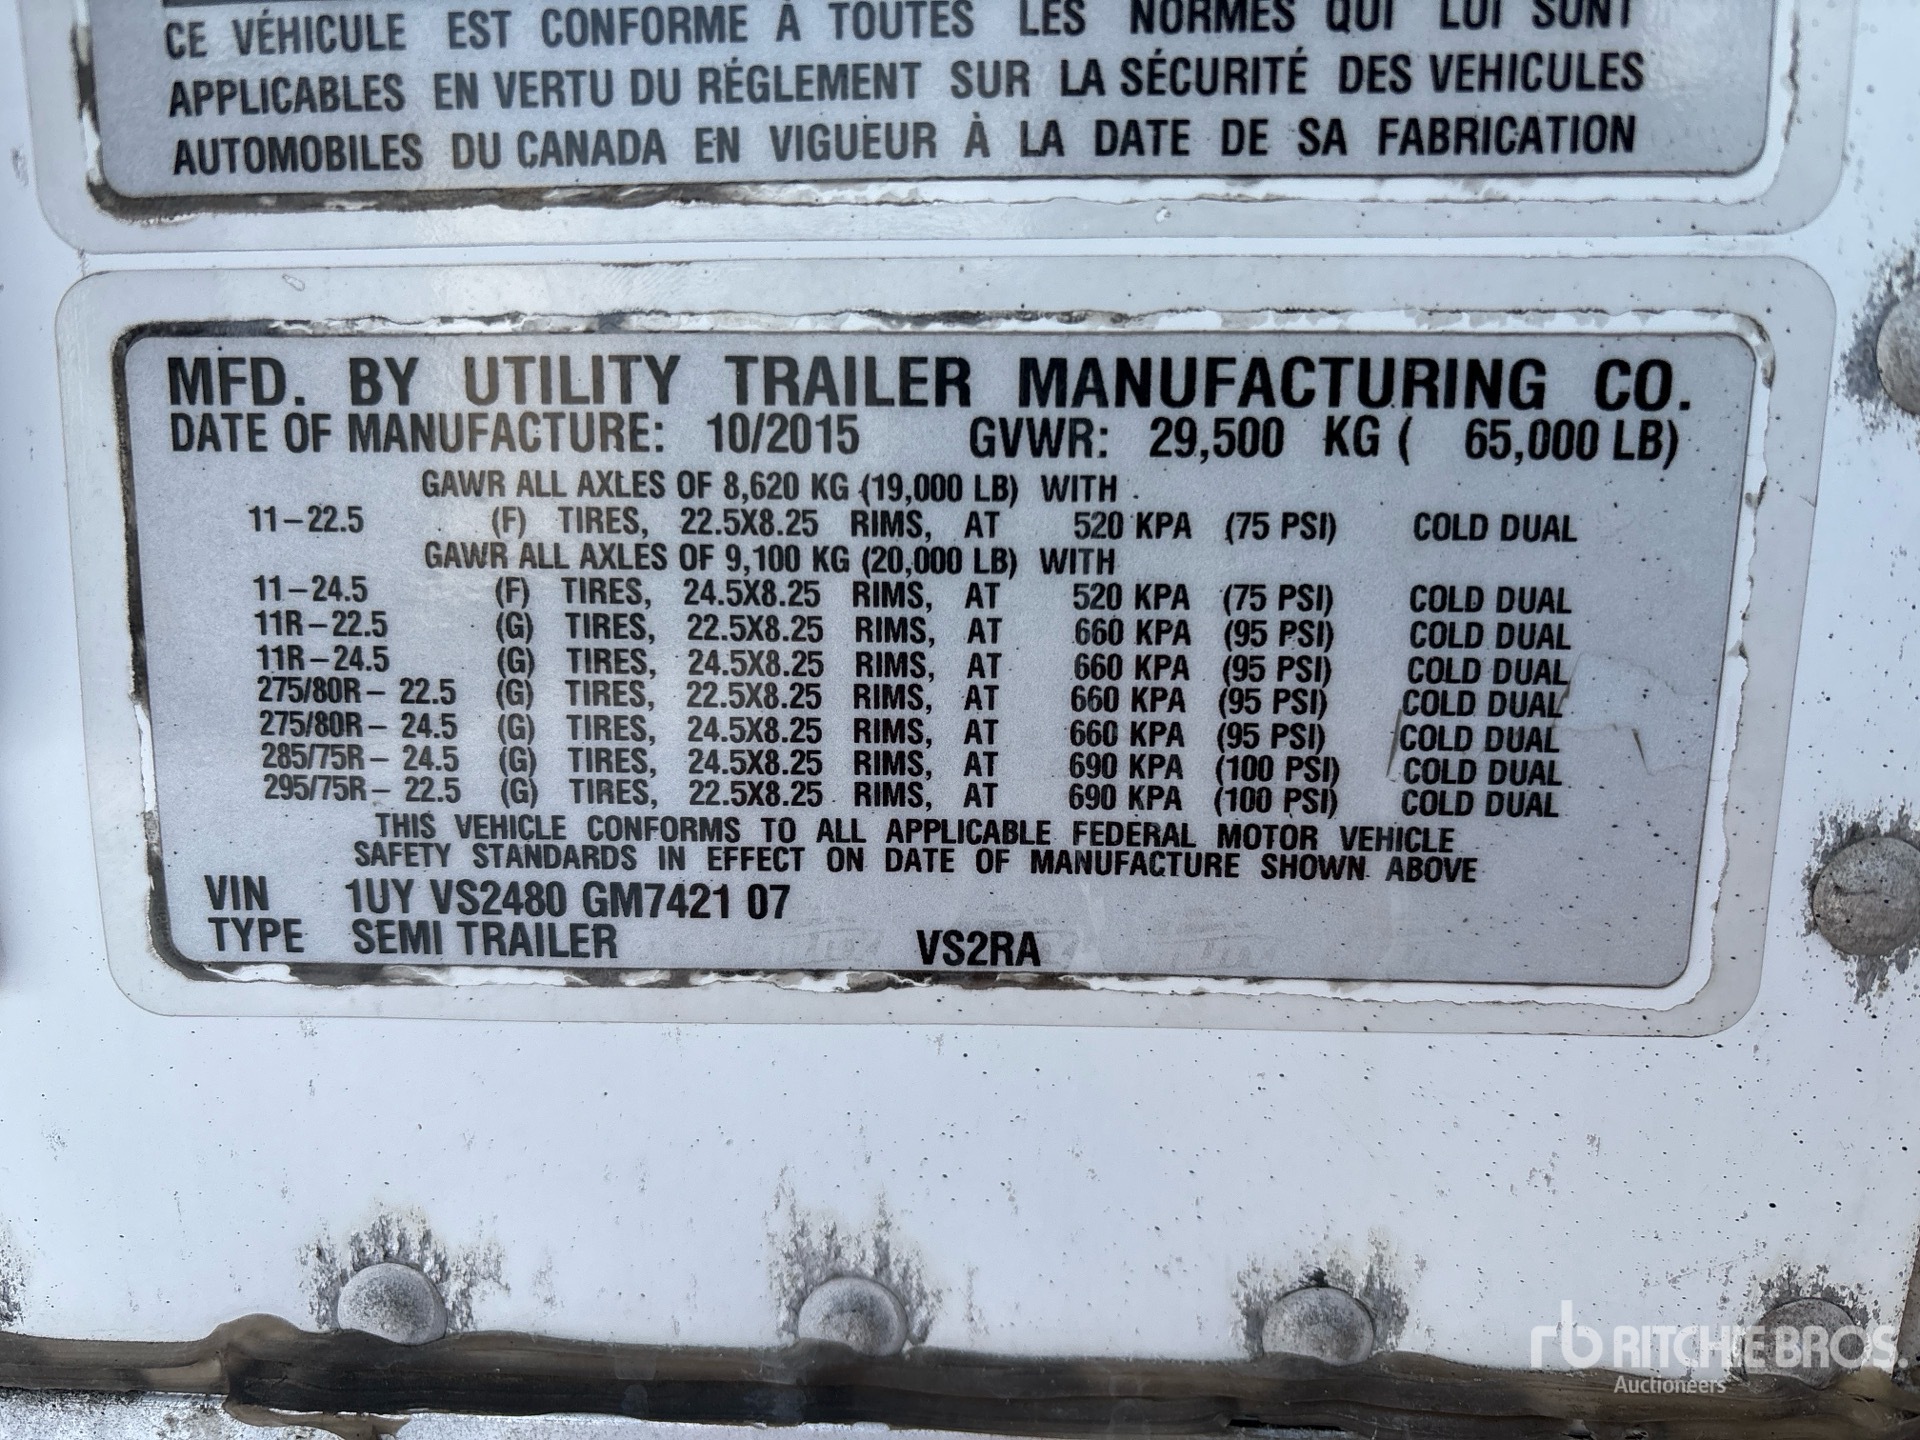 CE VÉHICULE EST CONFORME À TOUTES LES NORMES QUI LUI SONT
APPLICABLES EN VERTU DU RÉGLEMENT SUR LA SÉCURITÉ DES VEHICULES
AUTOMOBILES DU CANADA EN VIGUEUR À LA DATE DE SA FABRICATION
MFD. BY UTILITY TRAILER MANUFACTURING CO.
DATE OF MANUFACTURE: 10/2015 GVWR: 29,500 KG ( 65,000 LB)
GAWR ALL AXLES OF 8,620 KG (19,000 LB) WITH
11-22.5 (F) TIRES, 22.5X8.25 RIMS, AT 520 KPA (75 PSI) COLD DUAL
GAWR ALL AXLES OF 9,100 KG (20,000 LB) WITH
11-24.5 (F) TIRES, 24.5X8.25 RIMS, AT 520 KPA (75 PSI) COLD DUAL
11R-22.5 (G) TIRES, 22.5X8.25 RIMS, AT 660 KPA (95 PSI) COLD DUAL
11R-24.5 (G) TIRES, 24.5X8.25 RIMS, AT 660 KPA (95 PSI) COLD DUAL
275/80R- 22.5 (G) TIRES, 22.5X8.25 RIMS, AT 660 KPA (95 PSI) COLD DUAL
275/80R- 24.5 (G) TIRES, 24.5X8.25 RIMS, AT 660 KPA (95 PSI) COLD DUAL
285/75R- 24.5 (G) TIRES, 24.5X8.25 RIMS, AT 690 KPA (100 PSI) COLD DUAL
295/75R- 22.5 (G) TIRES, 22.5X8.25 RIMS, AT 690 KPA (100 PSI) COLD DUAL
THIS VEHICLE CONFORMS TO ALL APPLICABLE FEDERAL MOTOR VEHICLE
SAFETY STANDARDS IN EFFECT ON DATE OF MANUFACTURE SHOWN ABOVE
VIN 1UY VS2480 GM7421 07
TYPE SEMI TRAILER VS2RA
rb RITCHIE BROS.
Auctioneers